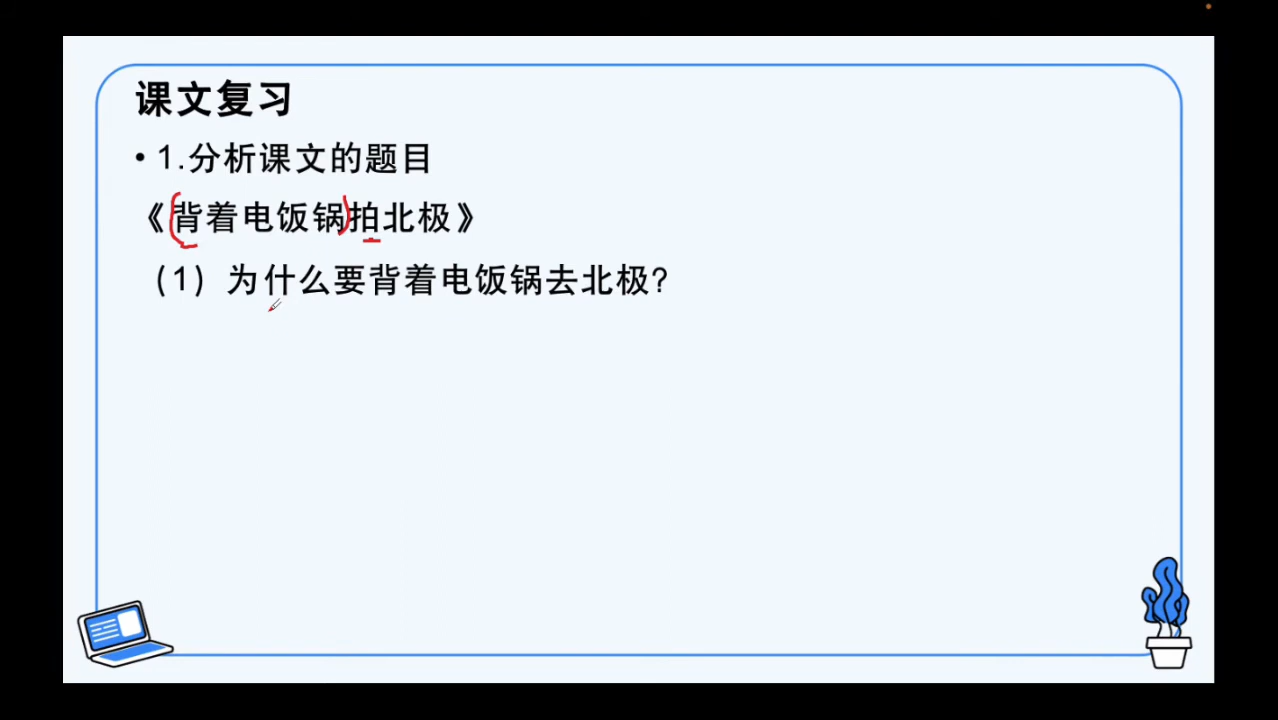 课文复习
• 1.分析课文的题目
《背着电饭锅拍北极》
（1）为什么要背着电饭锅去北极？